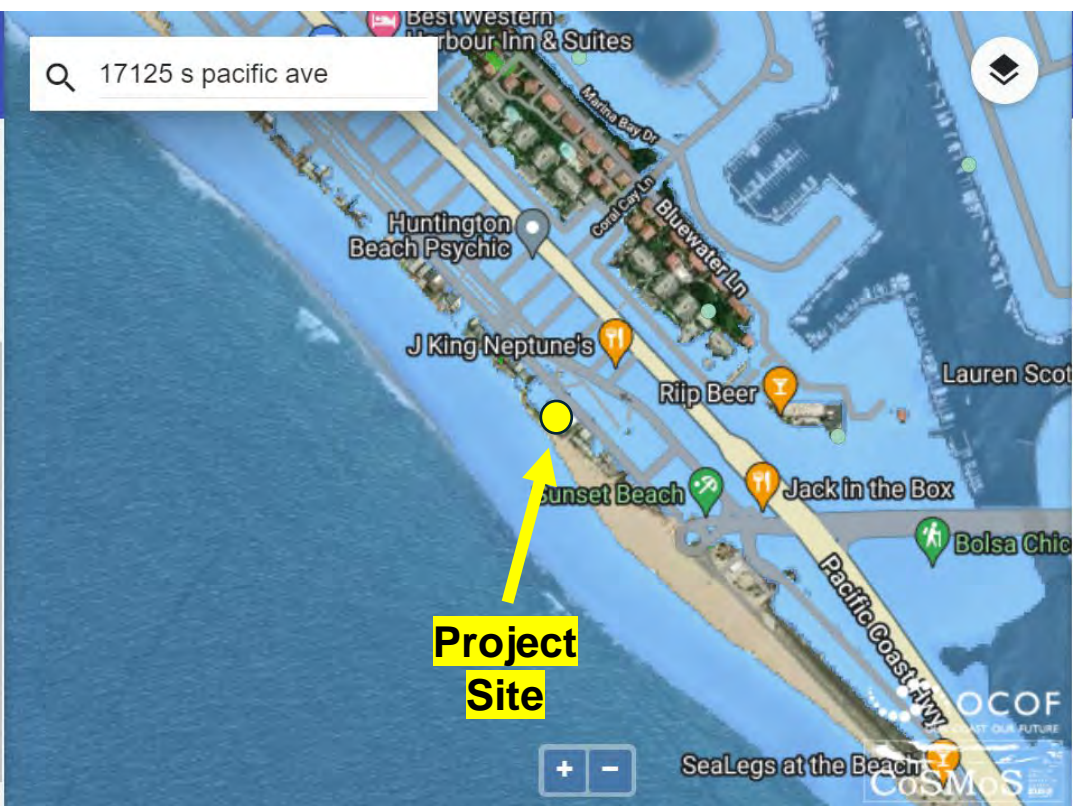 Best Western
Harbour Inn & Suites
17125 s pacific ave
Marina Bay Dr
Coral Cay Ln
Bluewater Ln
Huntington
Beach Psychic
J King Neptune's
Riip Beer
Lauren Scot
Sunset Beach
Jack in the Box
Bolsa Chic
Pacific Coast Hwy
Project
Site
OCOF
OUR COAST OUR FUTURE
SeaLegs at the Beach
CoSMoS
+ −